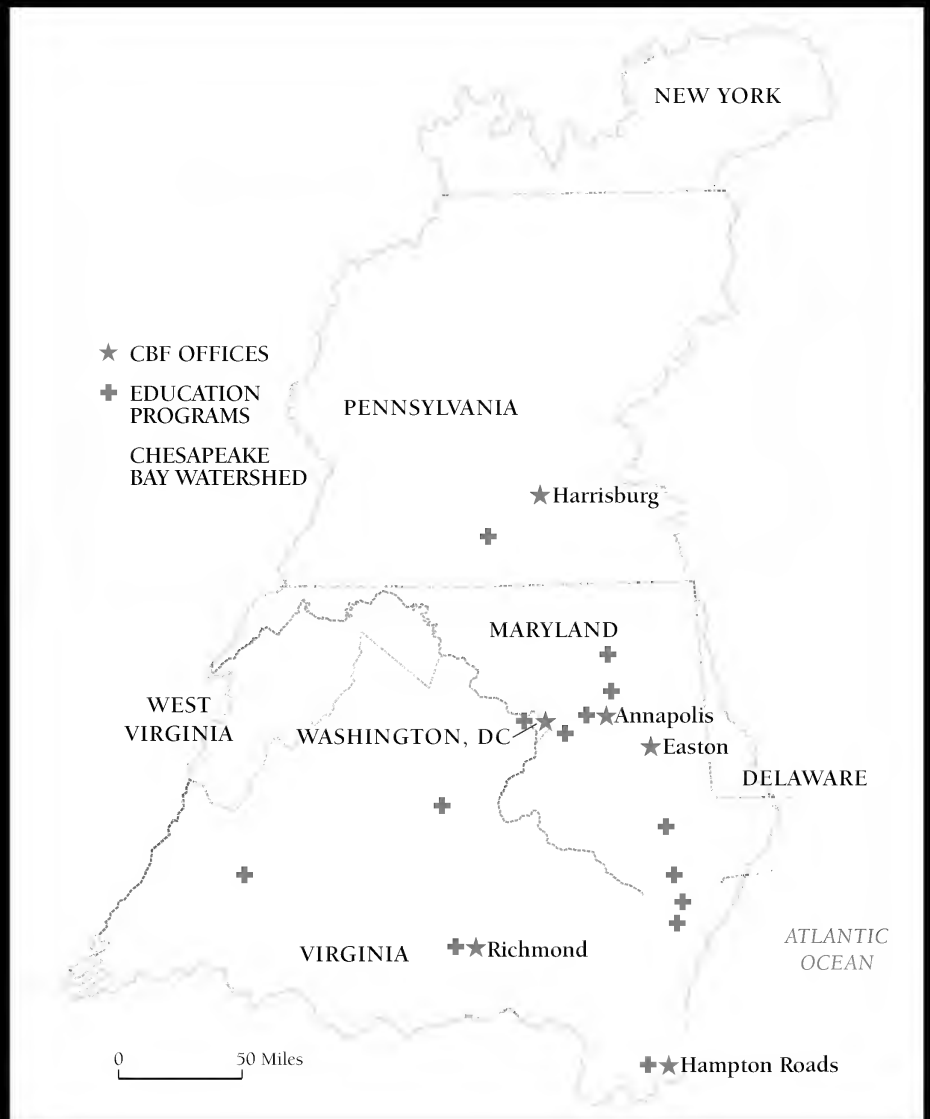 NEW YORK
★ CBF OFFICES
✚ EDUCATION
PROGRAMS
CHESAPEAKE
BAY WATERSHED
PENNSYLVANIA
Harrisburg
MARYLAND
WEST
VIRGINIA
WASHINGTON, DC
Annapolis
Easton
DELAWARE
VIRGINIA
Richmond
ATLANTIC
OCEAN
0 50 Miles
Hampton Roads